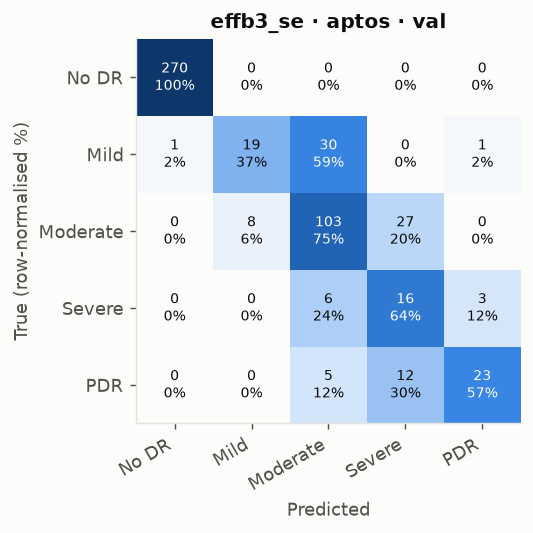 effb3_se · aptos · val
True (row-normalised %)
No DR
270 0 0 0 0
100% 0% 0% 0% 0%
Mild
1 19 30 0 1
2% 37% 59% 0% 2%
Moderate
0 8 103 27 0
0% 6% 75% 20% 0%
Severe
0 0 6 16 3
0% 0% 24% 64% 12%
PDR
0 0 5 12 23
0% 0% 12% 30% 57%
No DR Mild Moderate Severe PDR
Predicted